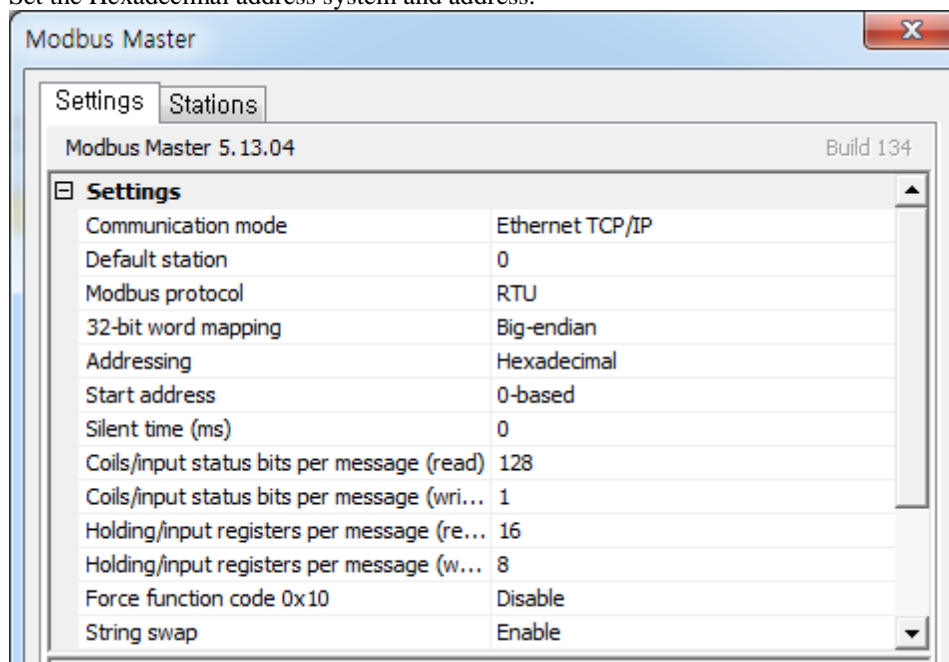 Set the Hexadecimal address system and address.
Modbus Master
Settings Stations
Modbus Master 5.13.04 Build 134
Settings
Communication mode Ethernet TCP/IP
Default station 0
Modbus protocol RTU
32-bit word mapping Big-endian
Addressing Hexadecimal
Start address 0-based
Silent time (ms) 0
Coils/input status bits per message (read) 128
Coils/input status bits per message (wri... 1
Holding/input registers per message (re... 16
Holding/input registers per message (w... 8
Force function code 0x10 Disable
String swap Enable